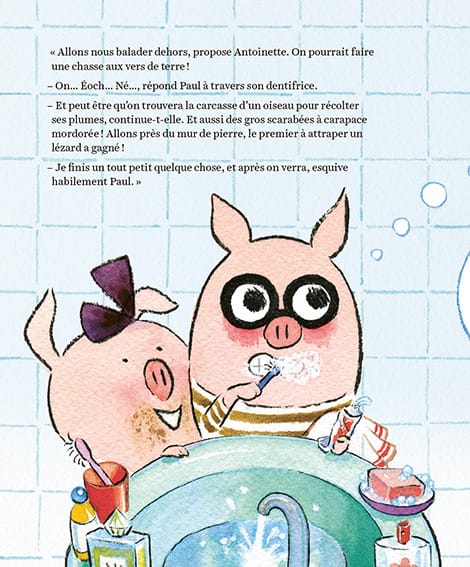 « Allons nous balader dehors, propose Antoinette. On pourrait faire
une chasse aux vers de terre !
– On... Éoch... Né..., répond Paul à travers son dentifrice.
– Et peut être qu’on trouvera la carcasse d’un oiseau pour récolter
ses plumes, continue-t-elle. Et aussi des gros scarabées à carapace
mordorée ! Allons près du mur de pierre, le premier à attraper un
lézard a gagné !
– Je finis un tout petit quelque chose, et après on verra, esquive
habilement Paul. »